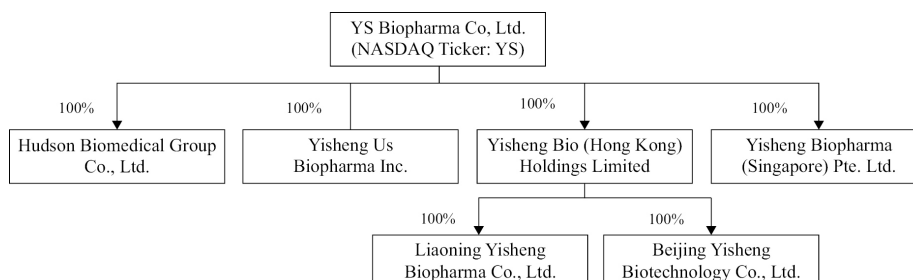 YS Biopharma Co, Ltd.
(NASDAQ Ticker: YS)
100%
100%
100%
100%
Hudson Biomedical Group
Co., Ltd.
Yisheng Us
Biopharma Inc.
Yisheng Bio (Hong Kong)
Holdings Limited
Yisheng Biopharma
(Singapore) Pte. Ltd.
100%
100%
Liaoning Yisheng
Biopharma Co., Ltd.
Beijing Yisheng
Biotechnology Co., Ltd.